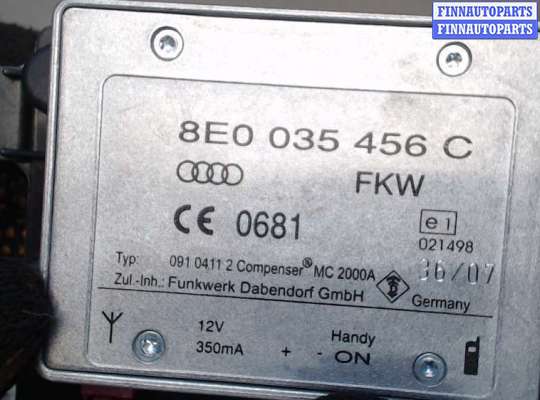 FINNAUTOPARTS
FINNAUTOPARTS
8E0 035 456 C
FKW
CE 0681
e1
021498
Typ: 091 0411 2 Compenser® MC 2000A
36/07
Zul.-Inh.: Funkwerk Dabendorf GmbH
Germany
12V
Handy
350mA + - ON